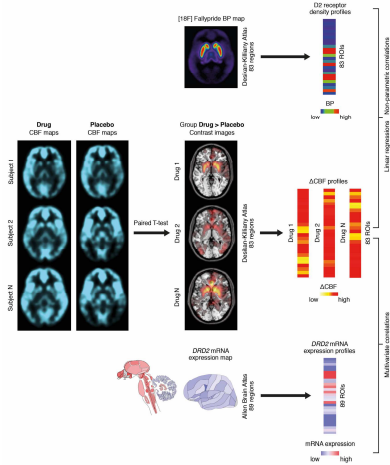 [18F] Fallypride BP map
D2 receptor
density profiles
Desikan-Killiany Atlas
83 regions
83 ROIs
BP
low high
Non-parametric correlations
Linear regressions
Multivariate correlations
Drug
CBF maps
Placebo
CBF maps
Group Drug > Placebo
Contrast images
Subject I
Subject 2
Subject N
Paired T-test
Drug 1
Drug 2
Drug N
Desikan-Killiany Atlas
83 regions
ΔCBF profiles
Drug 1
Drug 2
Drug N
83 ROIs
ΔCBF
low high
DRD2 mRNA
expression map
Allen Brain Atlas
89 regions
DRD2 mRNA
expression profiles
89 ROIs
mRNA expression
low high